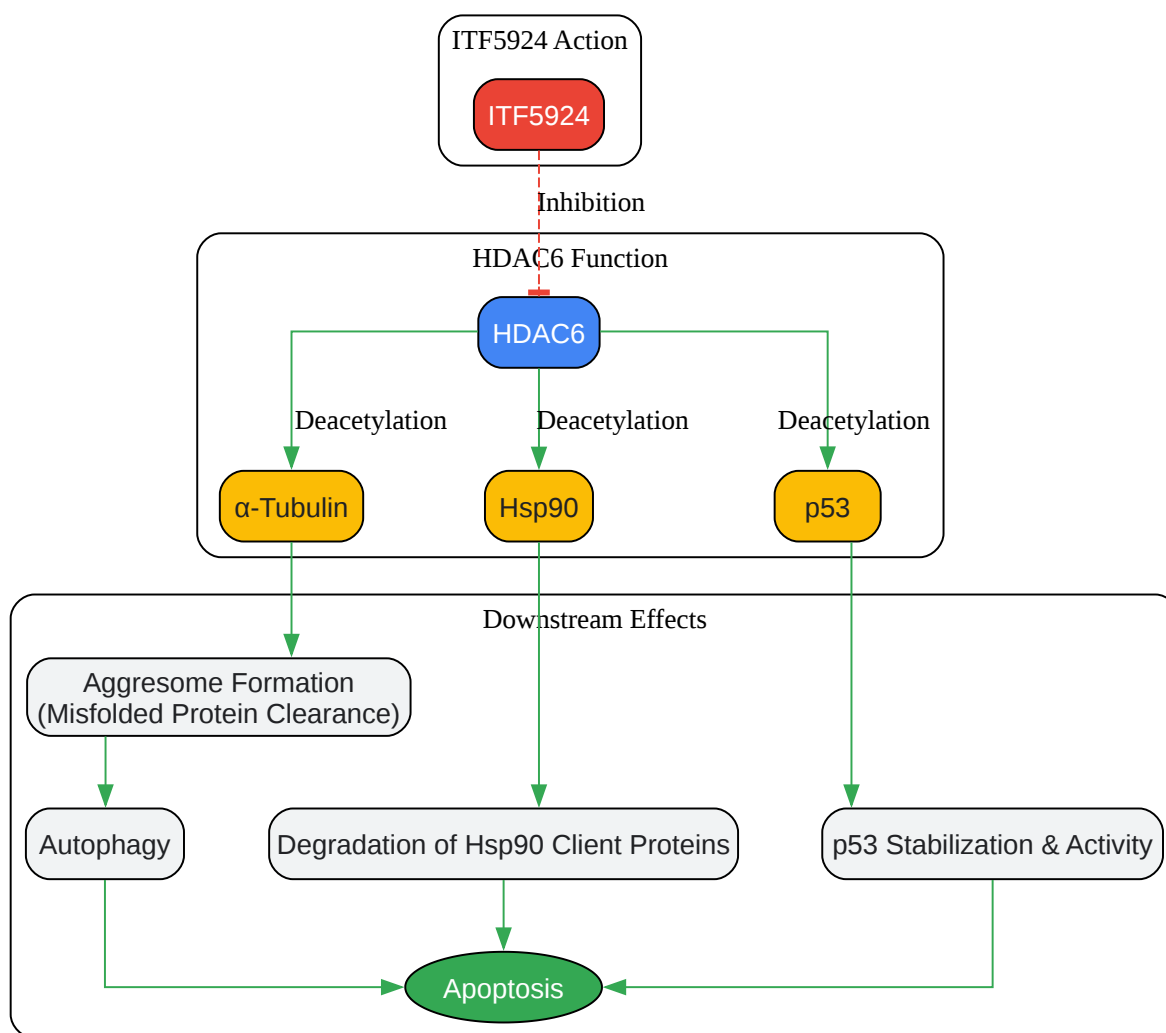 ITF5924 Action
ITF5924
Inhibition
HDAC6 Function
HDAC6
Deacetylation
Deacetylation
Deacetylation
α-Tubulin
Hsp90
p53
Downstream Effects
Aggresome Formation
(Misfolded Protein Clearance)
Autophagy
Degradation of Hsp90 Client Proteins
p53 Stabilization & Activity
Apoptosis